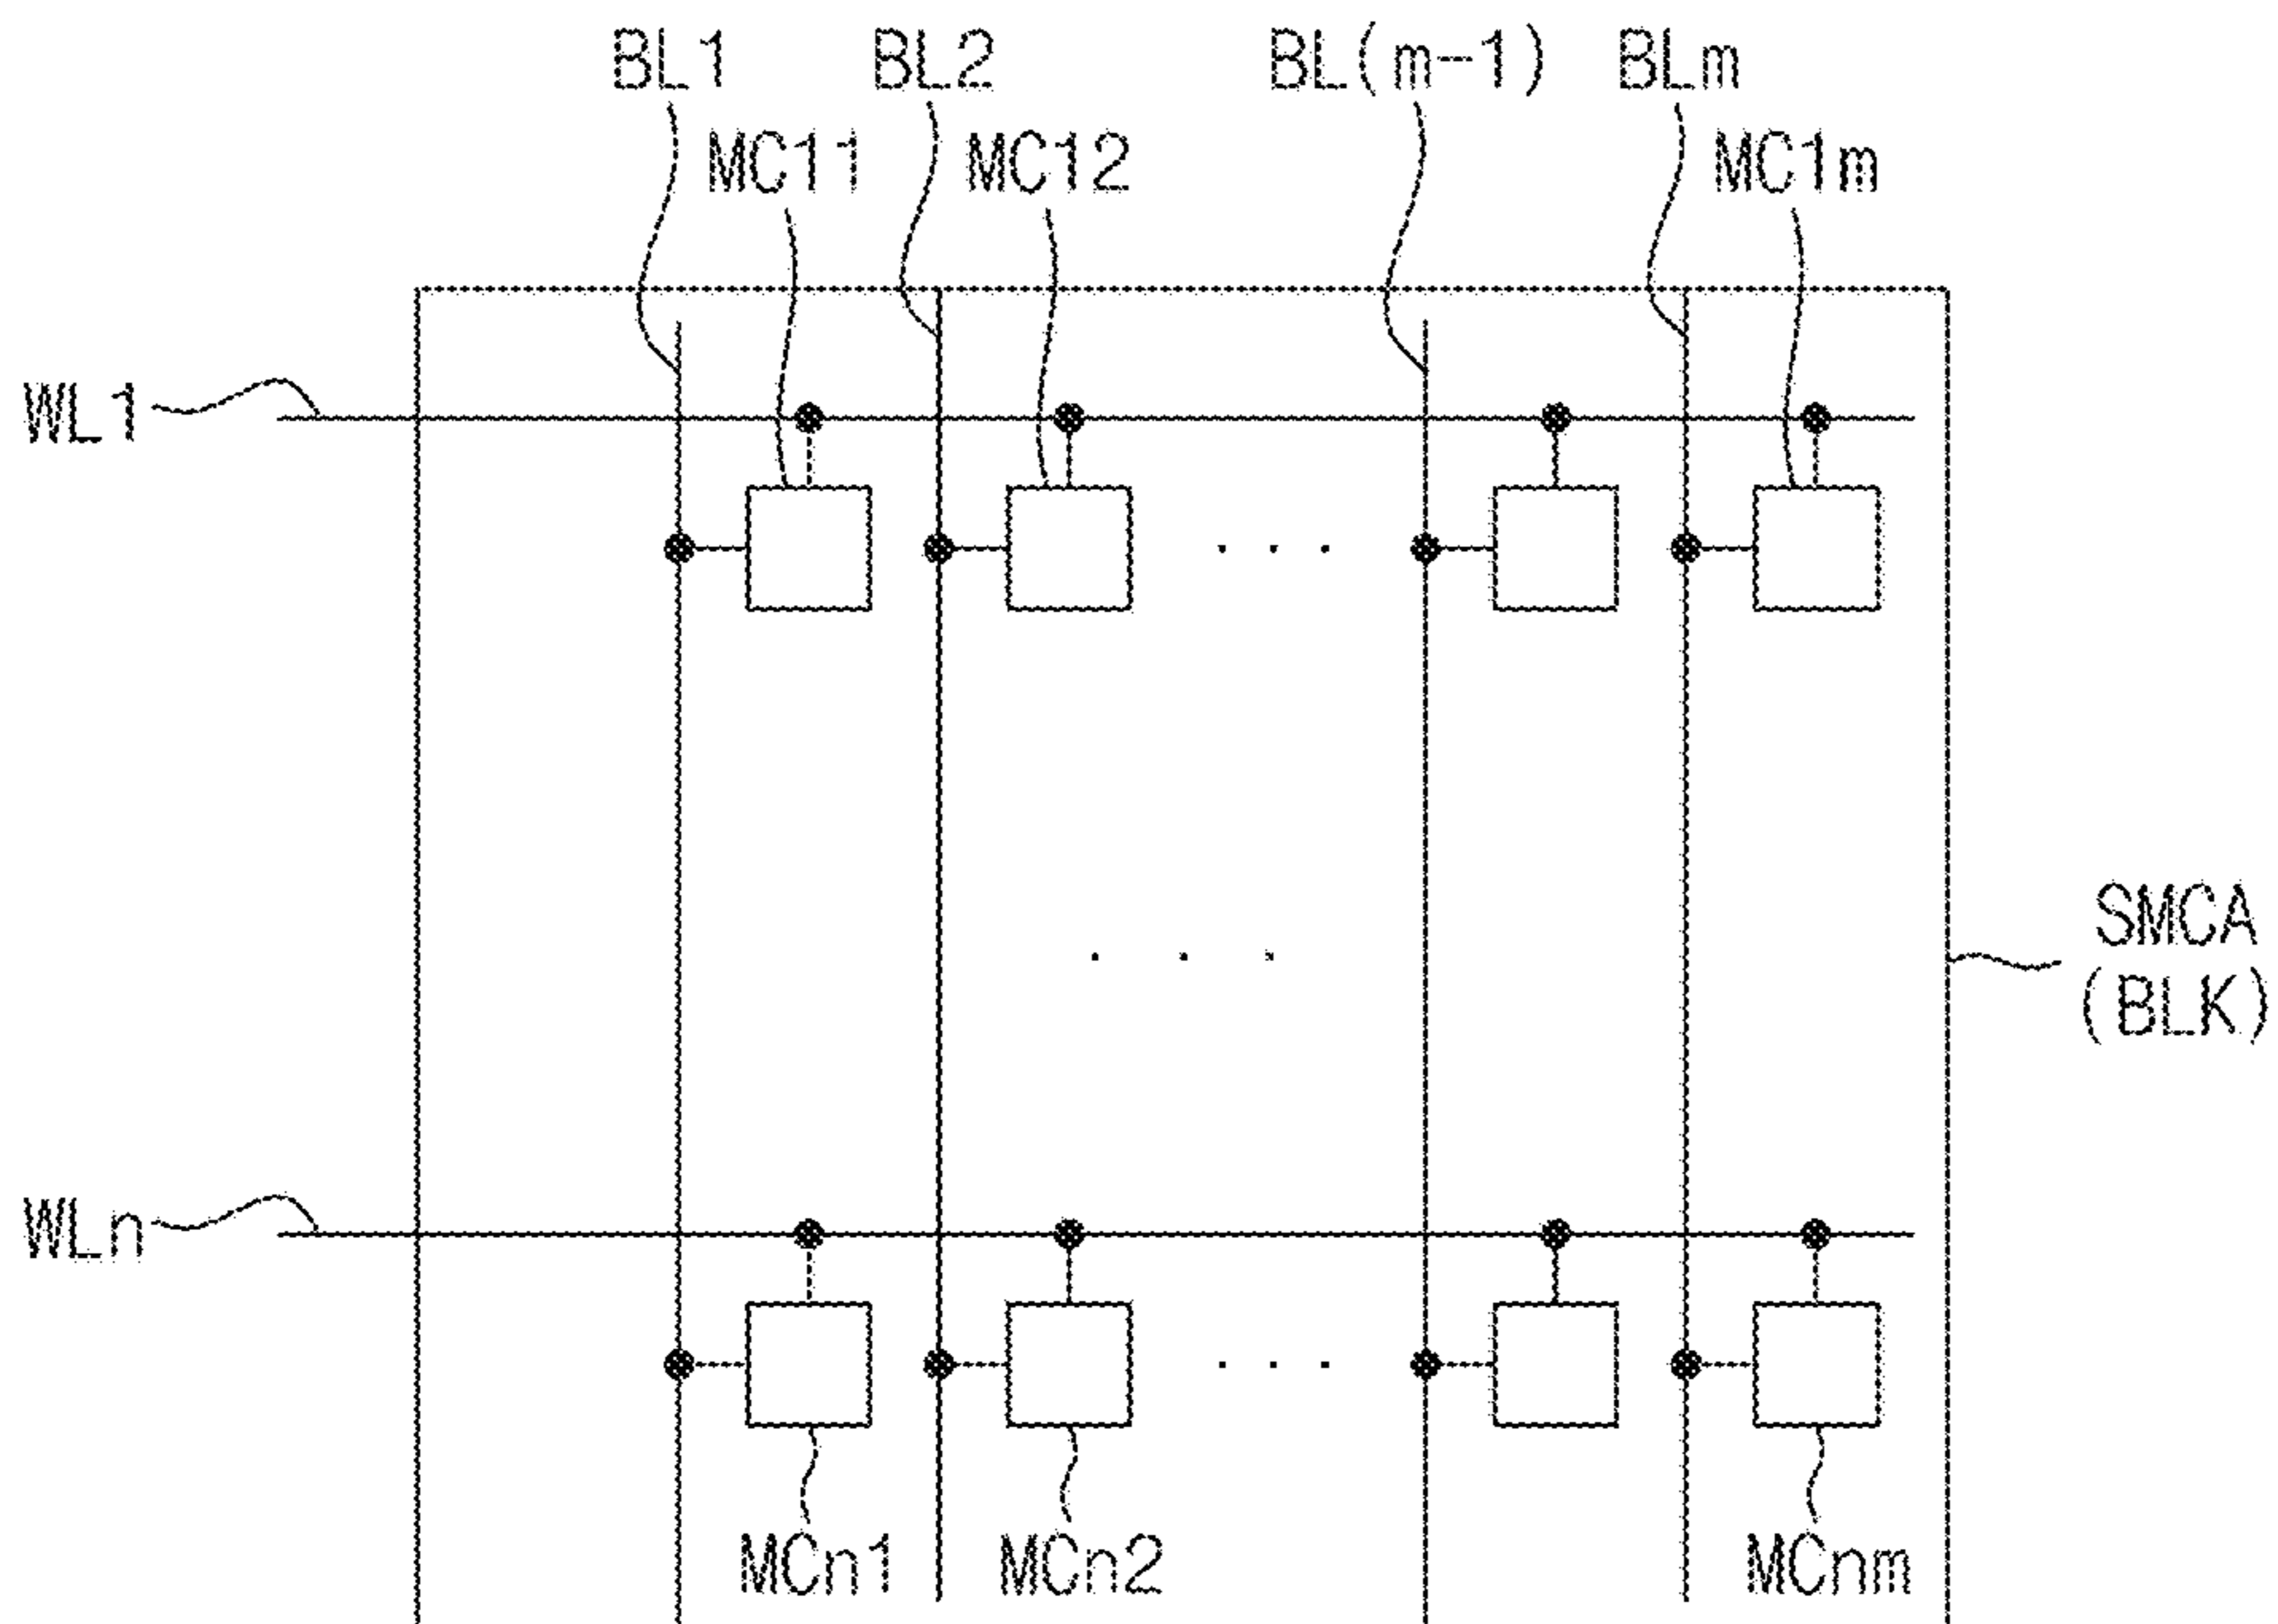 BL1 BL2 BL(m-1) BLm
MC11 MC12 MC1m
WL1
SMCA
(BLK)
WLn
MCn1 MCn2 MCnm